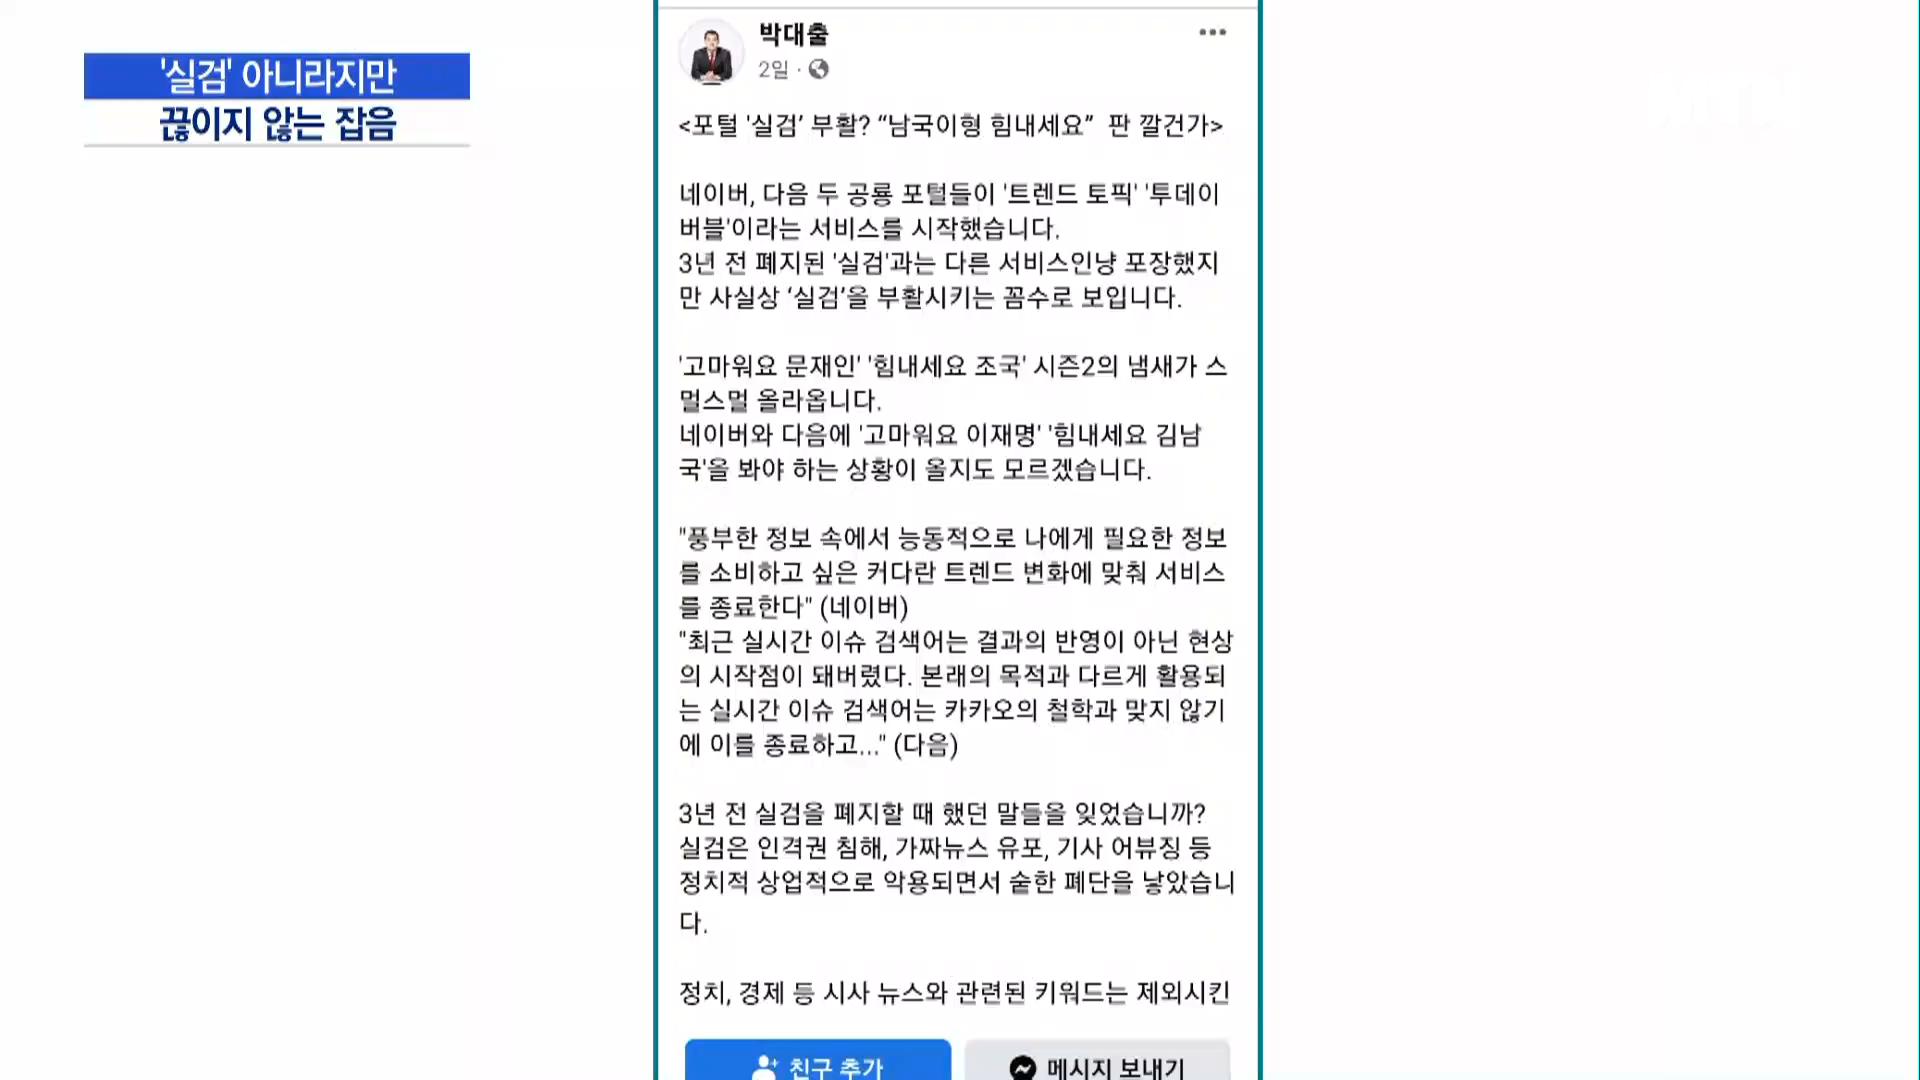 '실검' 아니라지만
끊이지 않는 잡음
박대출
2일 ·
<포털 '실검’ 부활? “남국이형 힘내세요” 판 깔건가>
네이버, 다음 두 공룡 포털들이 '트렌드 토픽' '투데이
버블'이라는 서비스를 시작했습니다.
3년 전 폐지된 '실검'과는 다른 서비스인냥 포장했지
만 사실상 ‘실검’을 부활시키는 꼼수로 보입니다.
'고마워요 문재인' '힘내세요 조국' 시즌2의 냄새가 스
멀스멀 올라옵니다.
네이버와 다음에 '고마워요 이재명' '힘내세요 김남
국'을 봐야 하는 상황이 올지도 모르겠습니다.
"풍부한 정보 속에서 능동적으로 나에게 필요한 정보
를 소비하고 싶은 커다란 트렌드 변화에 맞춰 서비스
를 종료한다" (네이버)
"최근 실시간 이슈 검색어는 결과의 반영이 아닌 현상
의 시작점이 돼버렸다. 본래의 목적과 다르게 활용되
는 실시간 이슈 검색어는 카카오의 철학과 맞지 않기
에 이를 종료하고..." (다음)
3년 전 실검을 폐지할 때 했던 말들을 잊었습니까?
실검은 인격권 침해, 가짜뉴스 유포, 기사 어뷰징 등
정치적 상업적으로 악용되면서 숱한 폐단을 낳았습니
다.
정치, 경제 등 시사 뉴스와 관련된 키워드는 제외시킨
친구 추가
메시지 보내기